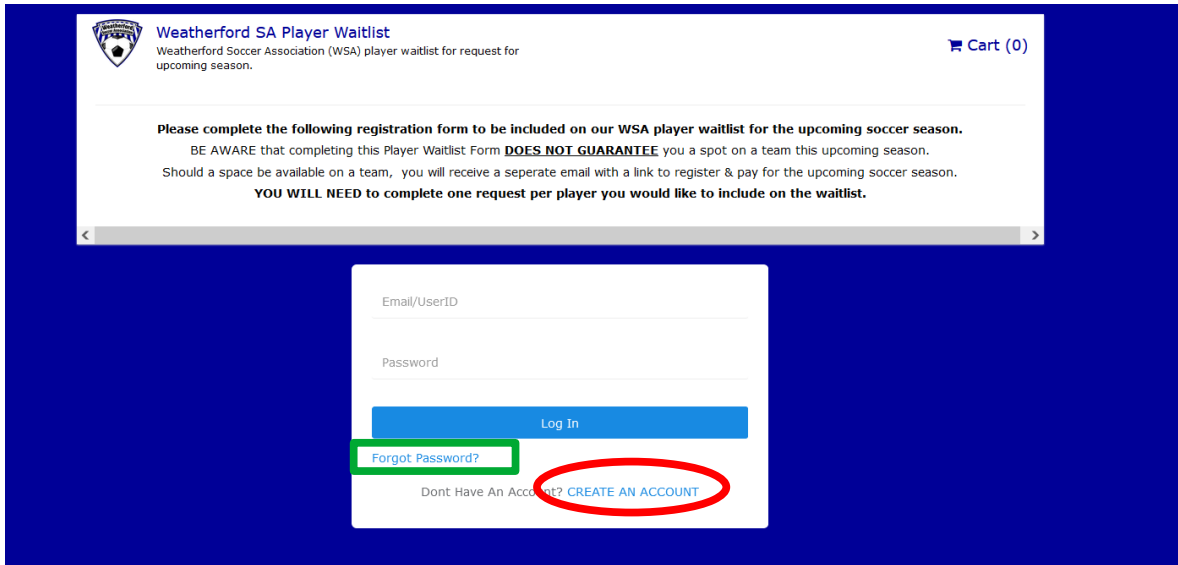 Weatherford
Weatherford SA Player Waitlist
Weatherford Soccer Association (WSA) player waitlist for request for
upcoming season.
Cart (0)
Please complete the following registration form to be included on our WSA player waitlist for the upcoming soccer season.
BE AWARE that completing this Player Waitlist Form DOES NOT GUARANTEE you a spot on a team this upcoming season.
Should a space be available on a team, you will receive a seperate email with a link to register & pay for the upcoming soccer season.
YOU WILL NEED to complete one request per player you would like to include on the waitlist.
Email/UserID
Password
Log In
Forgot Password?
Dont Have An Account? CREATE AN ACCOUNT